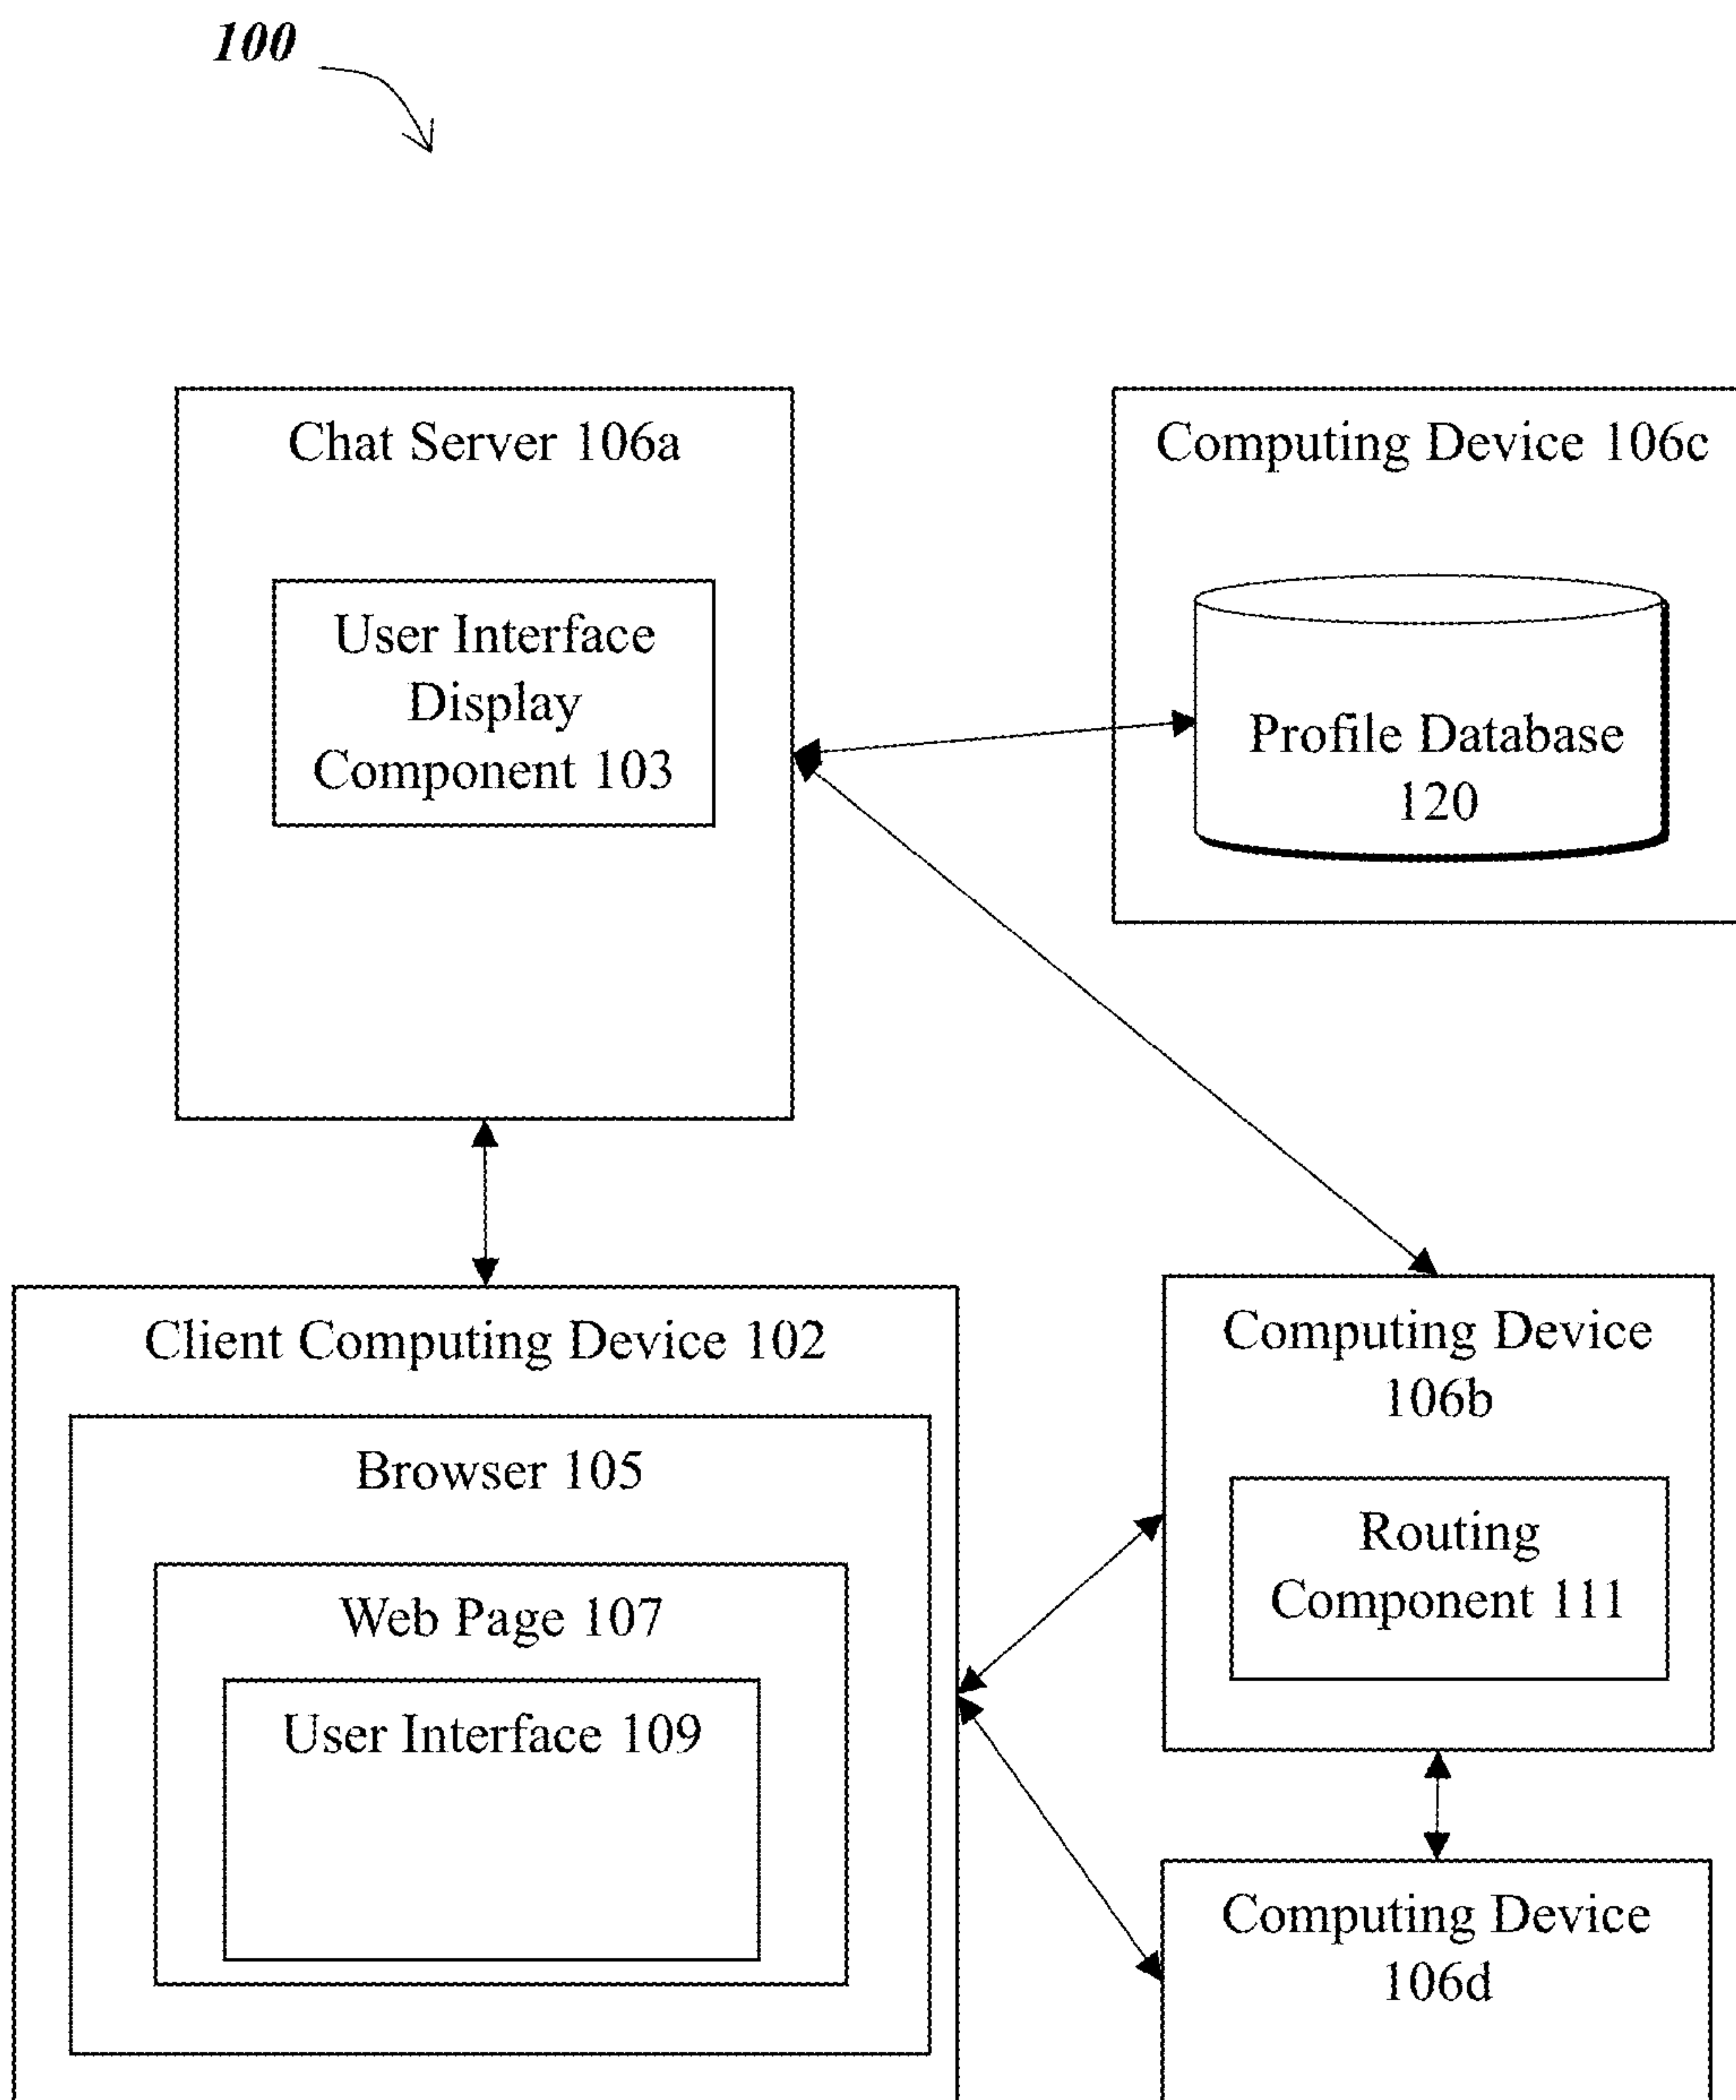 100
Chat Server 106a
User Interface
Display
Component 103
Computing Device 106c
Profile Database
120
Client Computing Device 102
Browser 105
Web Page 107
User Interface 109
Computing Device
106b
Routing
Component 111
Computing Device
106d